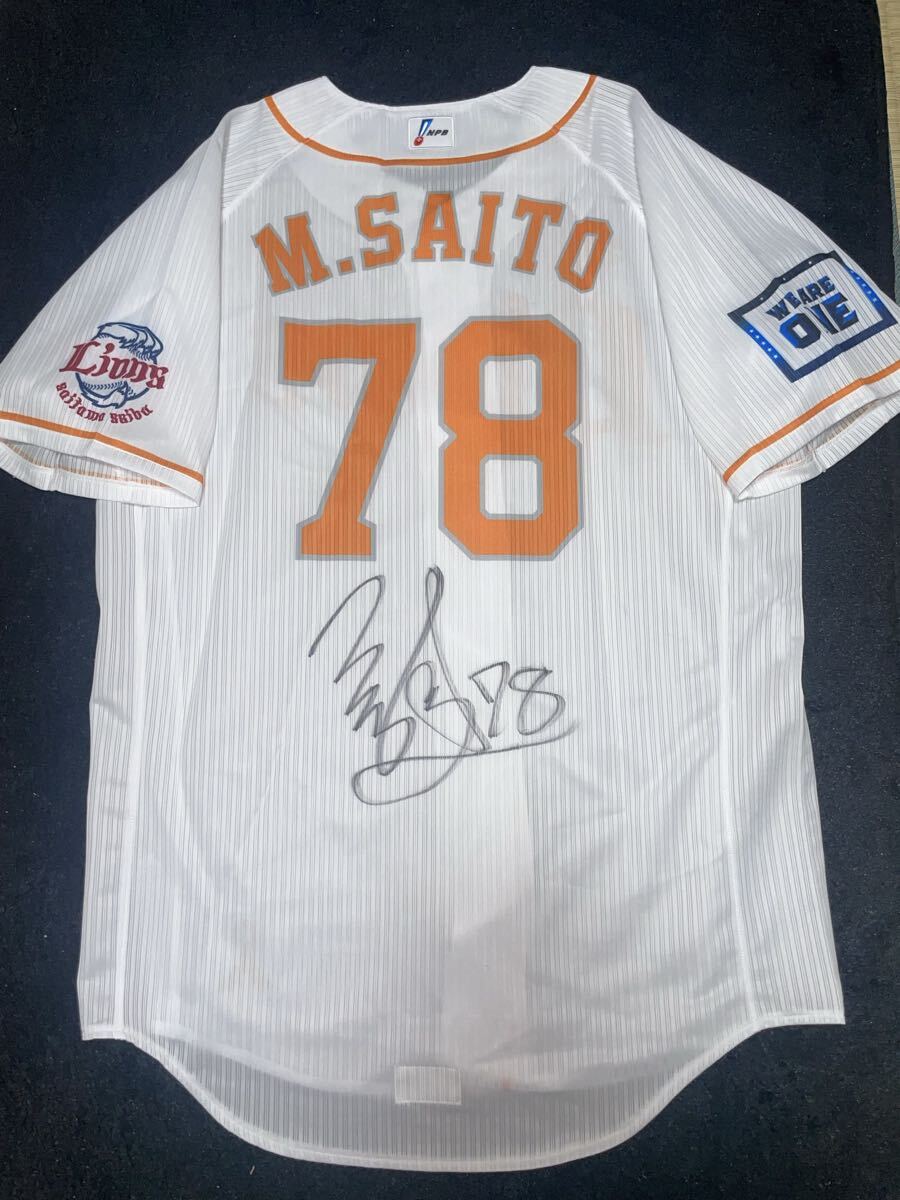 NPB
M.SAITO
78
Lions
Saitama Seibu
WE ARE
ONE
78